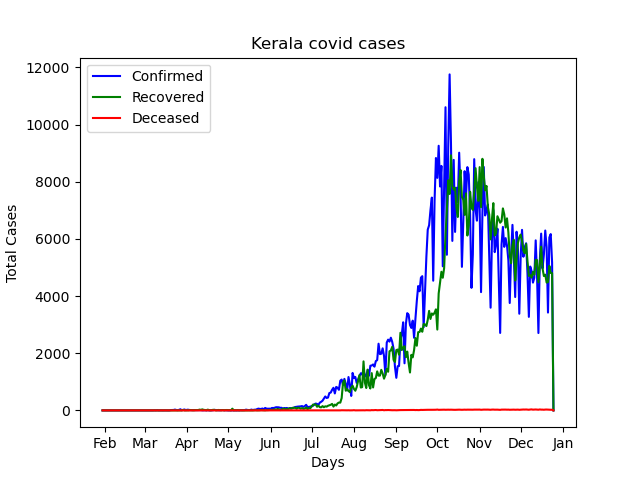 Kerala covid cases
Confirmed
Recovered
Deceased
12000
10000
8000
6000
4000
2000
0
Total Cases
Feb Mar Apr May Jun Jul Aug Sep Oct Nov Dec Jan
Days